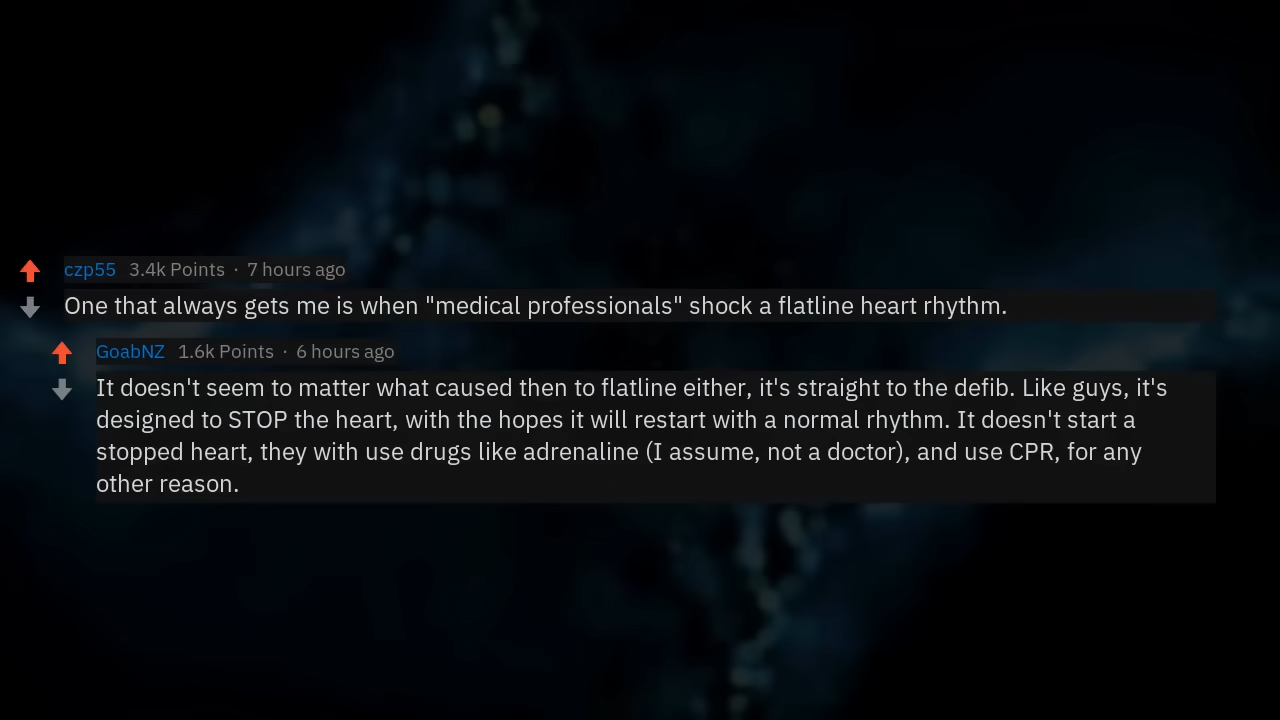 czp55 3.4k Points · 7 hours ago
One that always gets me is when "medical professionals" shock a flatline heart rhythm.
GoabNZ 1.6k Points · 6 hours ago
It doesn't seem to matter what caused then to flatline either, it's straight to the defib. Like guys, it's
designed to STOP the heart, with the hopes it will restart with a normal rhythm. It doesn't start a
stopped heart, they with use drugs like adrenaline (I assume, not a doctor), and use CPR, for any
other reason.